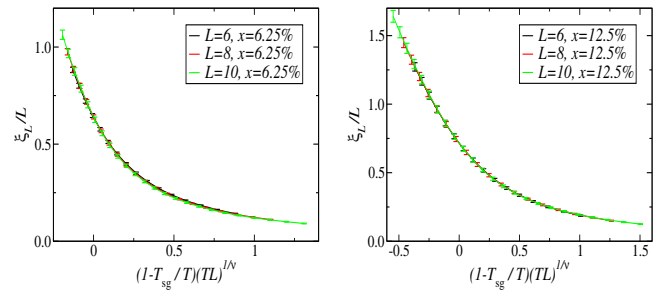 L=6, x=6.25%
L=8, x=6.25%
L=10, x=6.25%
ξ_L/L
1.0
0.5
0.0
0
0.5
1
(1-T_sg/T)(TL)^1/ν
L=6, x=12.5%
L=8, x=12.5%
L=10, x=12.5%
ξ_L/L
2.0
1.5
1.0
0.5
0.0
-0.5
0
0.5
1
1.5
(1-T_sg/T)(TL)^1/ν